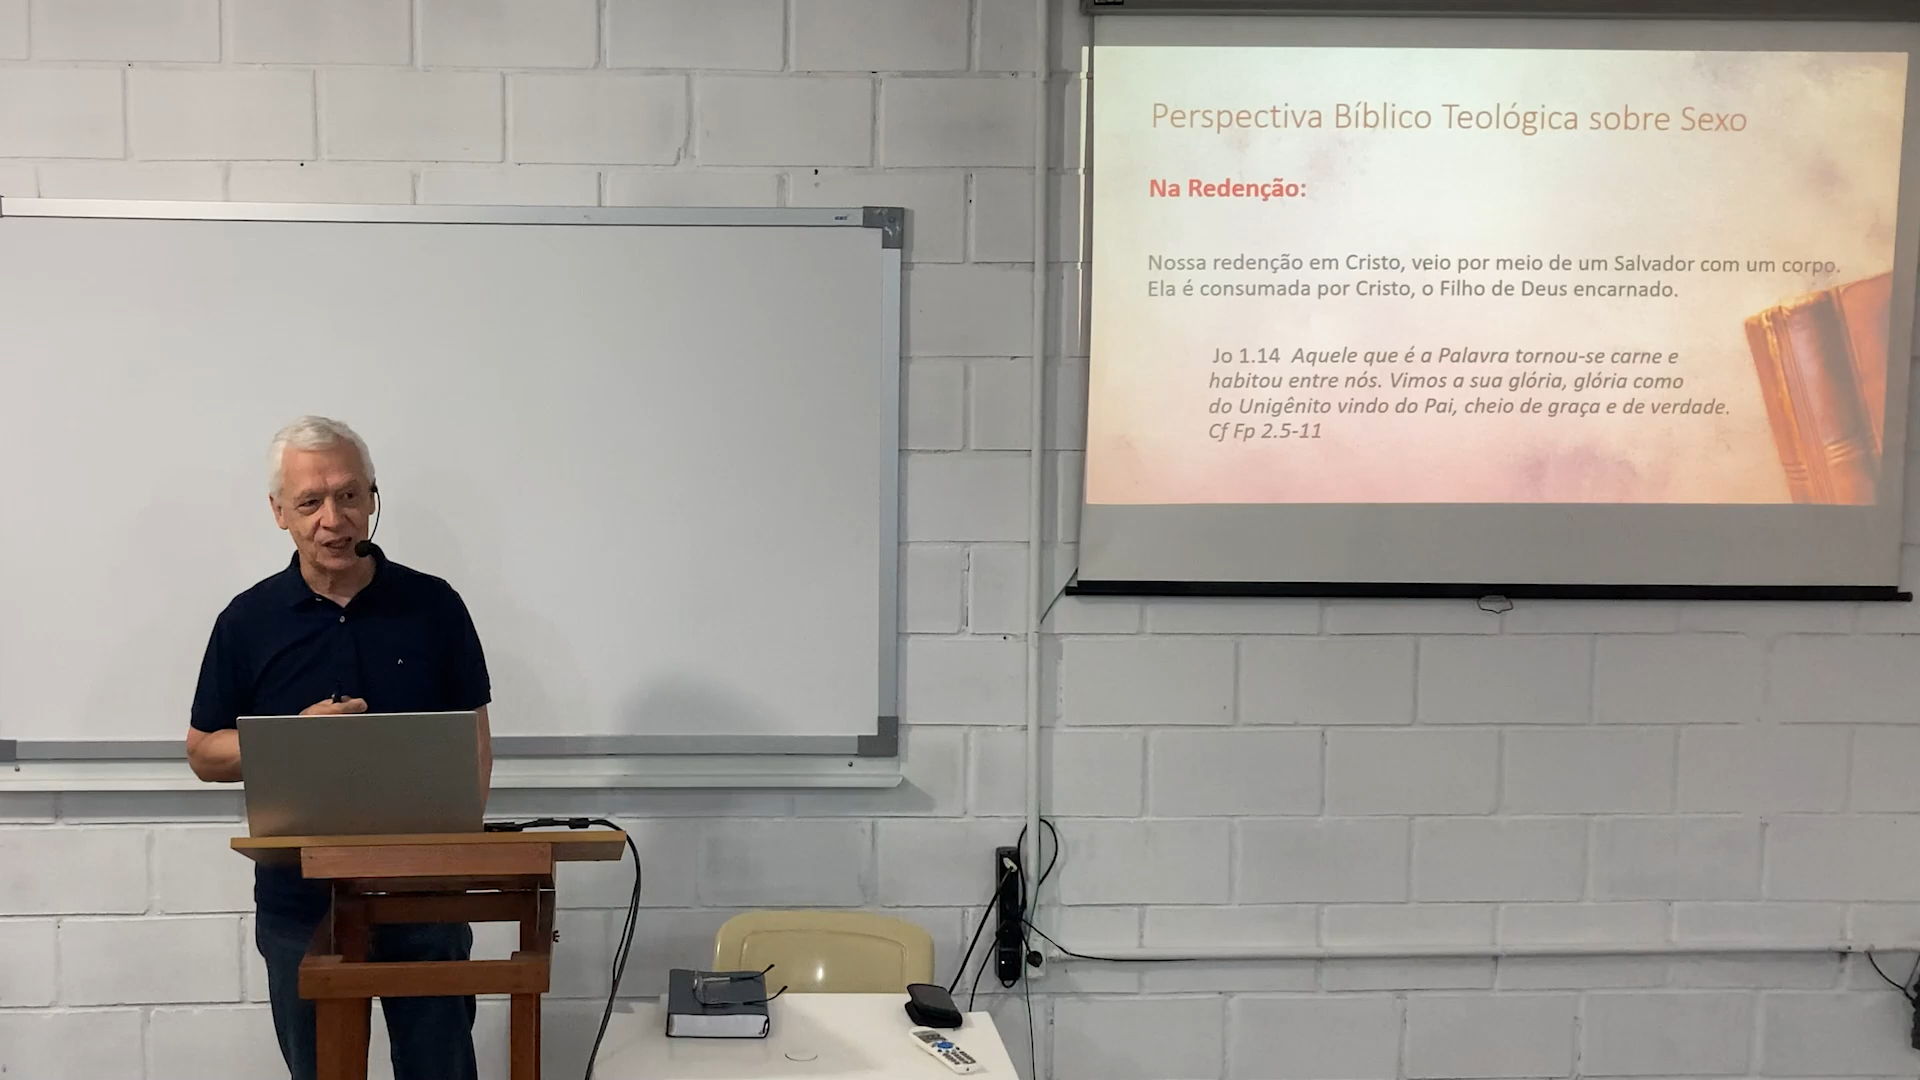 Perspectiva Bíblico Teológica sobre Sexo
Na Redenção:
Nossa redenção em Cristo, veio por meio de um Salvador com um corpo.
Ela é consumada por Cristo, o Filho de Deus encarnado.
Jo 1.14 Aquele que é a Palavra tornou-se carne e
habitou entre nós. Vimos a sua glória, glória como
do Unigênito vindo do Pai, cheio de graça e de verdade.
Cf Fp 2.5-11